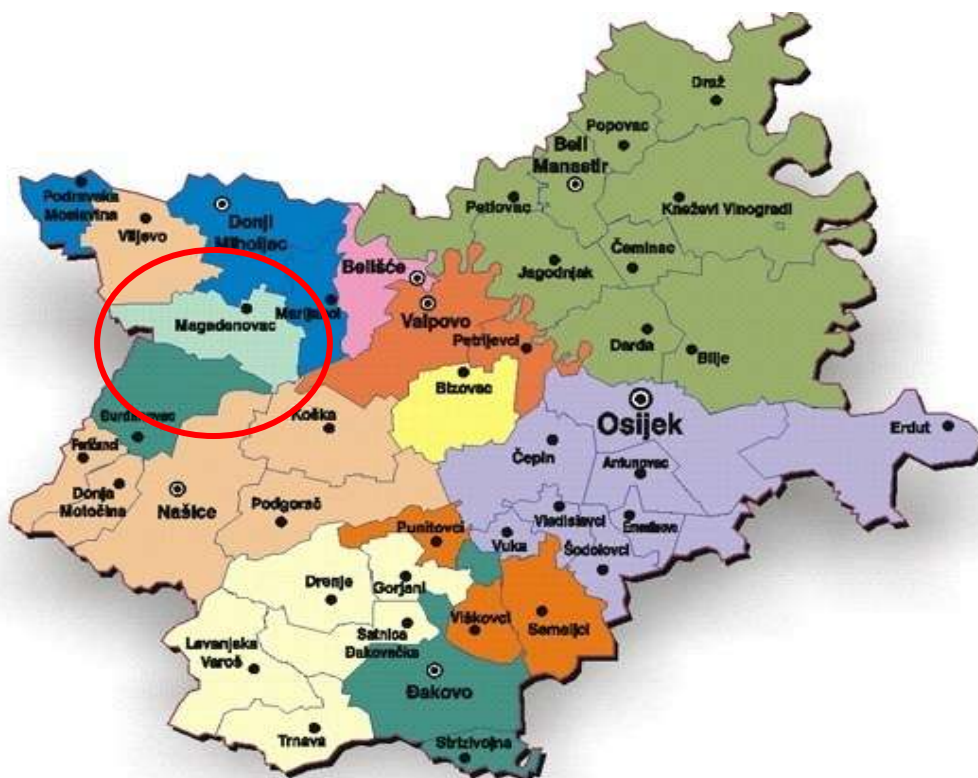 Draž
Popovac
Beli
Manastir
Podravska
Moslavina
Donji
Miholjac
Viljevo
Petlovac
Kneževi Vinogradi
Čeminac
Jagodnjak
Belišće
Magadenovac
Marijanci
Valpovo
Petrijevci
Darda
Bilje
Bizovac
Koška
Osijek
Erdut
Feričanci
Čepin
Antunovac
Donja
Motočina
Našice
Podgorač
Vladislavci
Punitovci
Vuka
Šodolovci
Drenje
Gorjani
Viškovci
Semeljci
Satnica
Đakovačka
Levanjska
Varoš
Đakovo
Trnava
Strizivojna